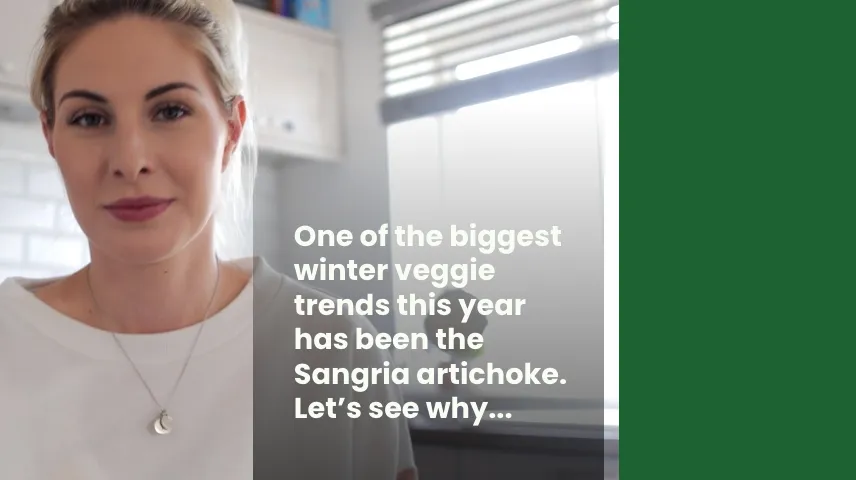 One of the biggest
winter veggie
trends this year
has been the
Sangria artichoke.
Let’s see why...